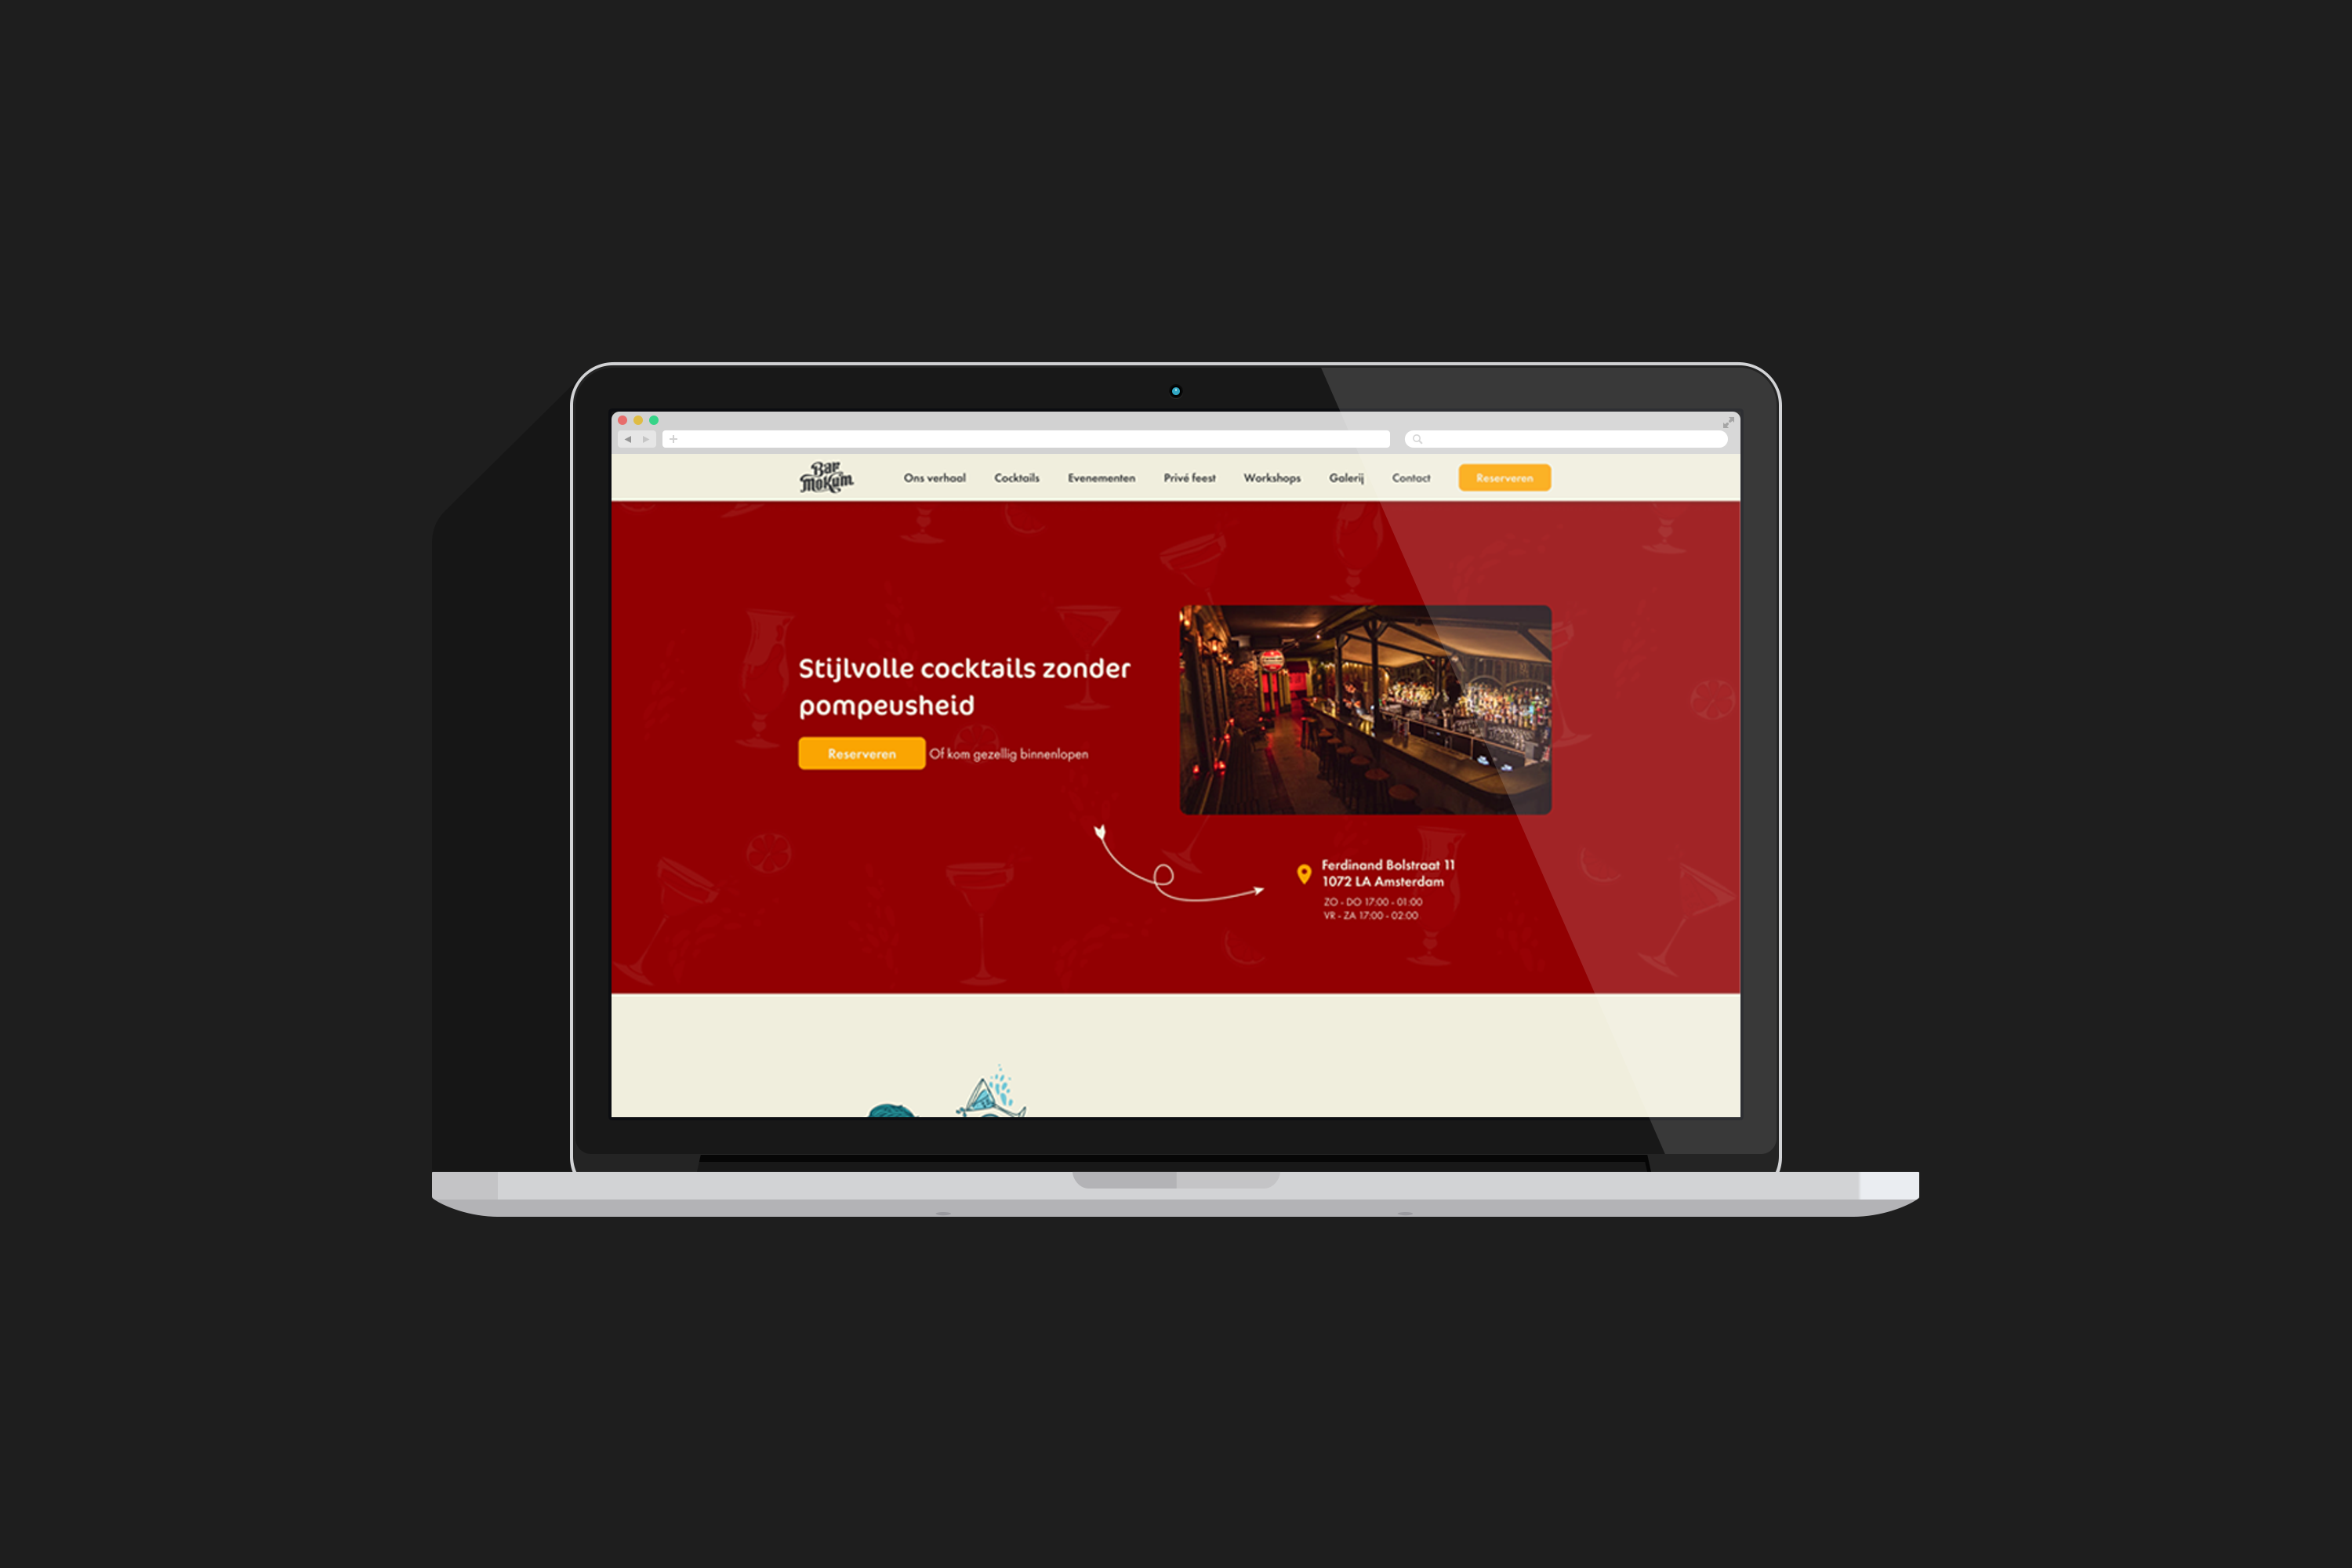 Bar
Mokum
Ons verhaal
Cocktails
Evenementen
Privé feest
Workshops
Galerij
Contact
Reserveren
Stijlvolle cocktails zonder
pompeusheid
Reserveren
Of kom gezellig binnenlopen
Ferdinand Bolstraat 11
1072 LA Amsterdam
ZO - DO 17:00 - 01:00
VR - ZA 17:00 - 02:00